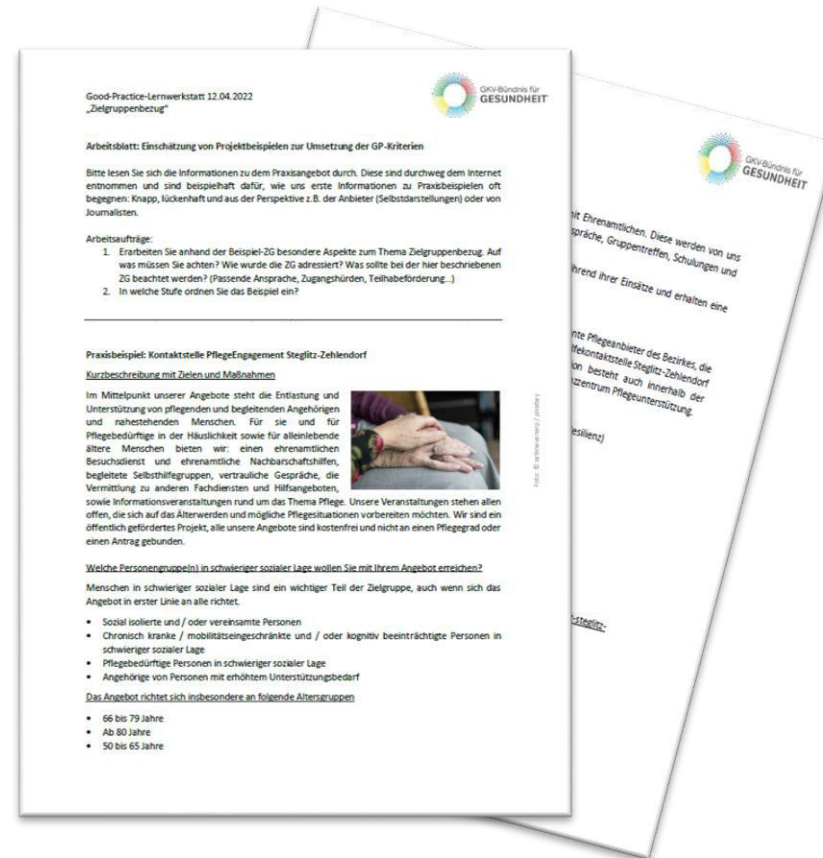 Good-Practice-Lernwerkstatt 12.04.2022
„Zielgruppenbezug"
GKV-Bündnis für
GESUNDHEIT
Arbeitsblatt: Einschätzung von Projektbeispielen zur Umsetzung der GP-Kriterien
Bitte lesen Sie sich die Informationen zu dem Praxisangebot durch. Diese sind durchweg dem Internet
entnommen und sind beispielhaft dafür, wie uns erste Informationen zu Praxisbeispielen oft
begegnen: Knapp, lückenhaft und aus der Perspektive z.B. der Anbieter (Selbstdarstellungen) oder von
Journalisten.
Arbeitsaufträge:
1. Erarbeiten Sie anhand der Beispiel-ZG besondere Aspekte zum Thema Zielgruppenbezug. Auf
was müssen Sie achten? Wie wurde die ZG adressiert? Was sollte bei der hier beschriebenen
ZG beachtet werden? (Passende Ansprache, Zugangshürden, Teilhabeförderung...)
2. In welche Stufe ordnen Sie das Beispiel ein?
Praxisbeispiel: Kontaktstelle PflegeEngagement Steglitz-Zehlendorf
Kurzbeschreibung mit Zielen und Maßnahmen
Im Mittelpunkt unserer Angebote steht die Entlastung und
Unterstützung von pflegenden und begleitenden Angehörigen
und nahestehenden Menschen. Für sie und für
Pflegebedürftige in der Häuslichkeit sowie für alleinlebende
ältere Menschen bieten wir: einen ehrenamtlichen
Besuchsdienst und ehrenamtliche Nachbarschaftshilfen,
begleitete Selbsthilfegruppen, vertrauliche Gespräche, die
Vermittlung zu anderen Fachdiensten und Hilfsangeboten,
sowie Informationsveranstaltungen rund um das Thema Pflege. Unsere Veranstaltungen stehen allen
offen, die sich auf das Älterwerden und mögliche Pflegesituationen vorbereiten möchten. Wir sind ein
öffentlich gefördertes Projekt, alle unsere Angebote sind kostenfrei und nicht an einen Pflegegrad oder
einen Antrag gebunden.
Welche Personengruppe(n) in schwieriger sozialer Lage wollen Sie mit Ihrem Angebot erreichen?
Menschen in schwieriger sozialer Lage sind ein wichtiger Teil der Zielgruppe, auch wenn sich das
Angebot in erster Linie an alle richtet.
• Sozial isolierte und / oder vereinsamte Personen
• Chronisch kranke / mobilitätseingeschränkte und / oder kognitiv beeinträchtigte Personen in
schwieriger sozialer Lage
• Pflegebedürftige Personen in schwieriger sozialer Lage
• Angehörige von Personen mit erhöhtem Unterstützungsbedarf
Das Angebot richtet sich insbesondere an folgende Altersgruppen
• 66 bis 79 Jahre
• Ab 80 Jahre
• 50 bis 65 Jahre
GKV-Bündnis für
GESUNDHEIT
mit Ehrenamtlichen. Diese werden von uns
Gruppentreffen, Schulungen und
ihrer Einsätze und erhalten eine
Pflegeanbieter des Bezirkes, die
Steglitz-Zehlendorf
besteht auch innerhalb der
Pflegeunterstützung.
-steglitz-